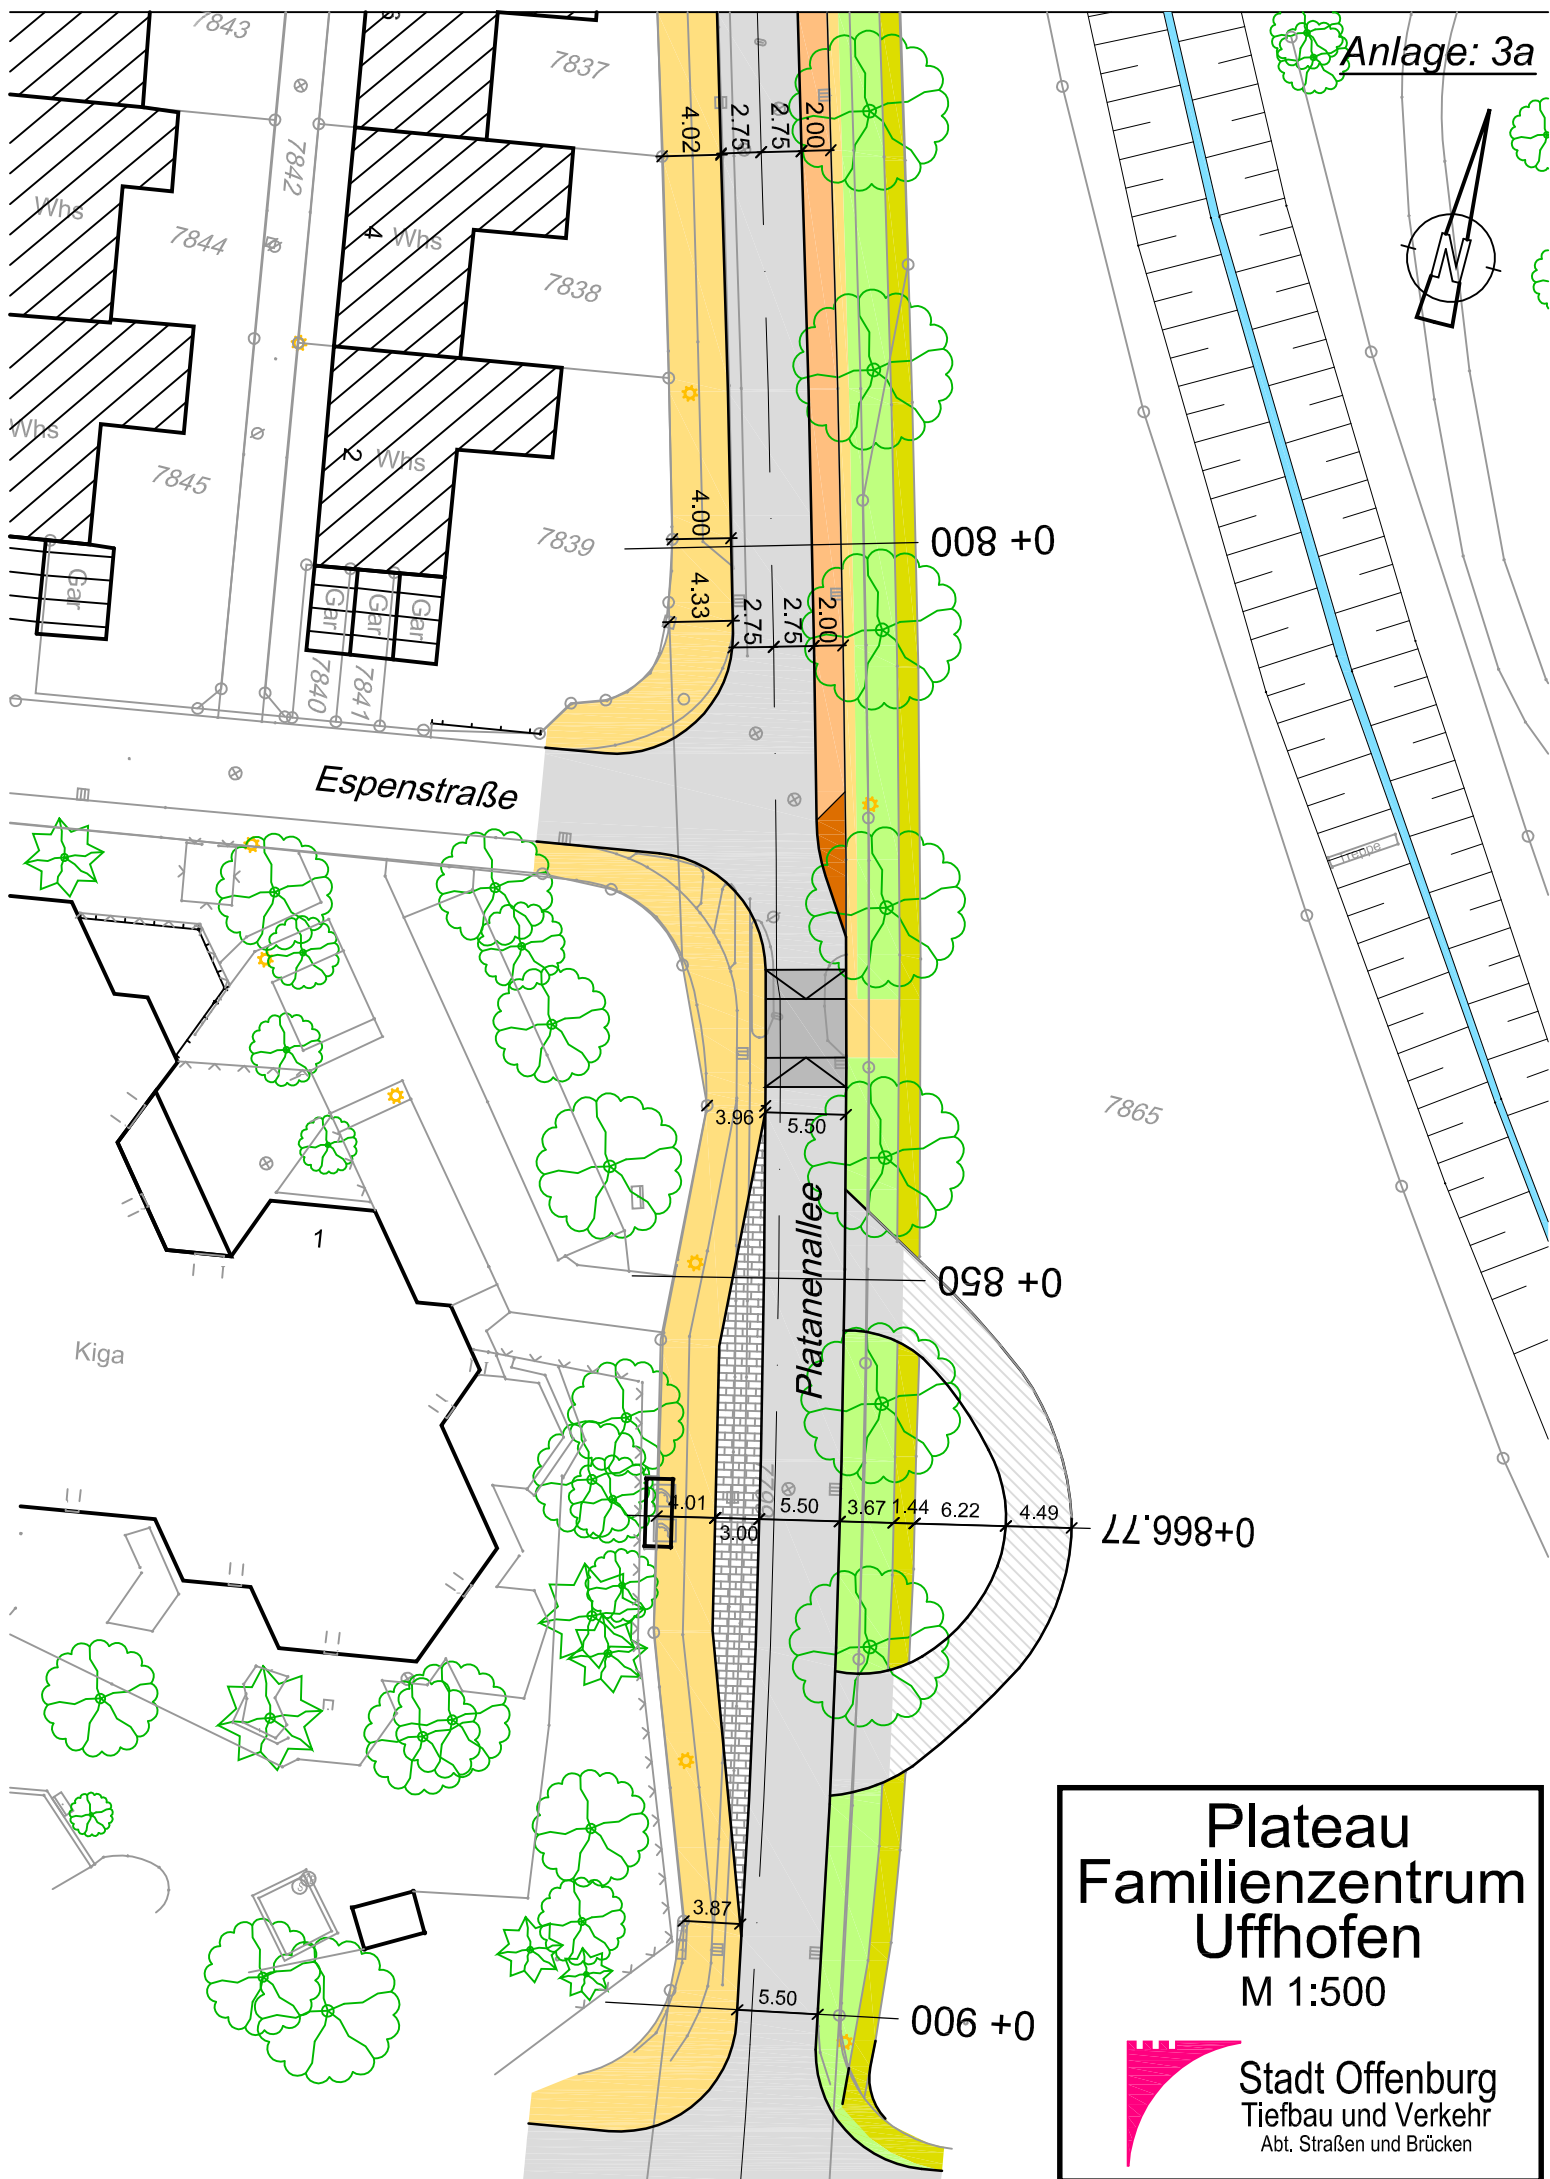 Anlage: 3a
7843
6
7837
7842
4.02
2.75
2.75
2.00
Whs
7844
4 Whs
7838
N
Whs
7845
2 Whs
7839
4.00
0+ 800
Gar
Gar
Gar
Gar
4.33
2.75
2.75
2.00
7840
7841
Espenstraße
Treppe
3.96
5.50
7865
Platanenallee
1
0+ 850
Kiga
7799
4.01
3.00
5.50
3.67
1.44
6.22
4.49
0+866.77
3.87
5.50
0+ 900
Plateau
Familienzentrum
Uffhofen
M 1:500
Stadt Offenburg
Tiefbau und Verkehr
Abt. Straßen und Brücken